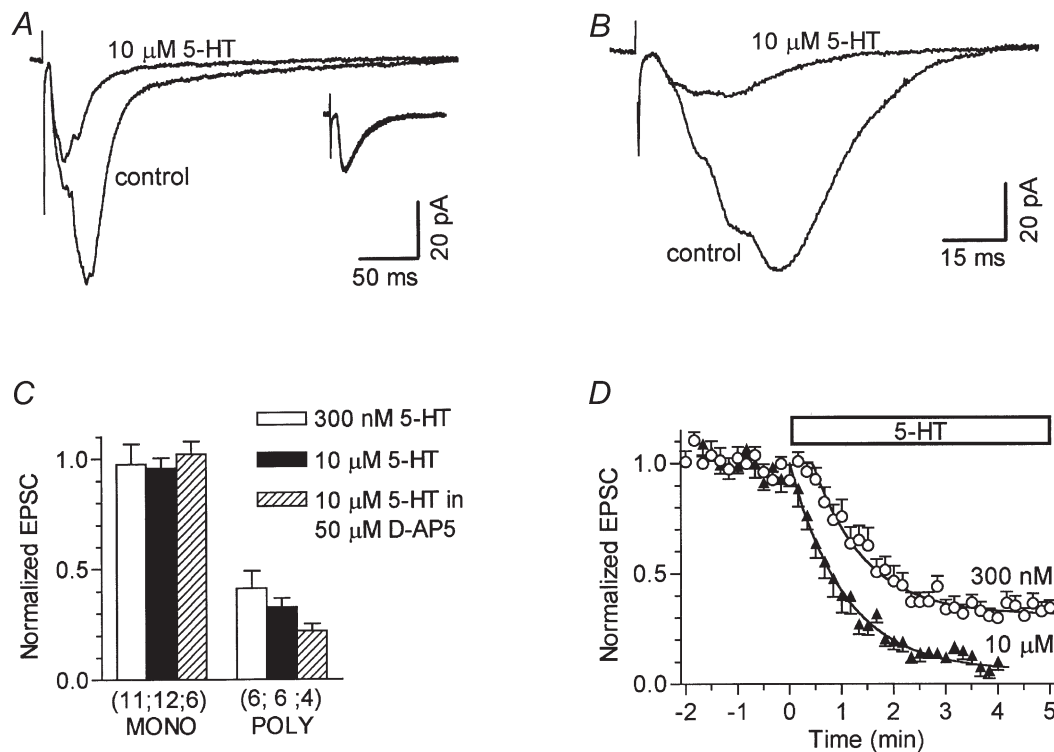 A
10 µM 5-HT
control
20 pA
50 ms
B
10 µM 5-HT
control
20 pA
15 ms
C
Normalized EPSC
1.0
0.5
0.0
300 nM 5-HT
10 µM 5-HT
10 µM 5-HT in
50 µM D-AP5
(11;12;6)
(6; 6 ;4)
MONO
POLY
D
Normalized EPSC
1.0
0.5
0.0
5-HT
300 nM
10 µM
-2 -1 0 1 2 3 4 5
Time (min)